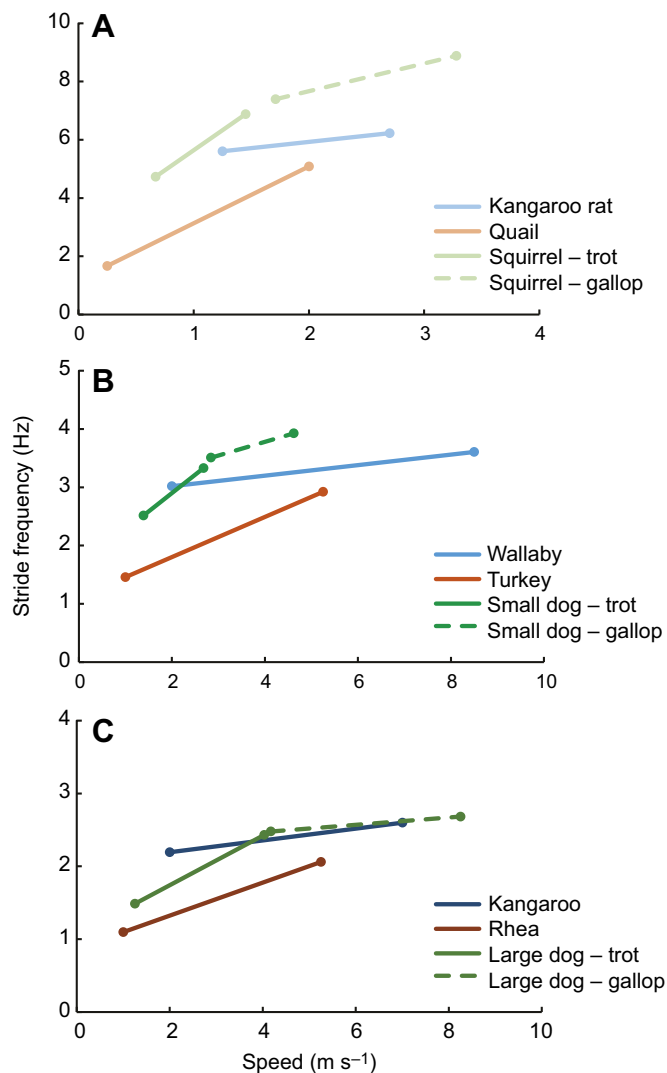 A
10
8
6
4
2
0
0 1 2 3 4
Kangaroo rat
Quail
Squirrel – trot
Squirrel – gallop
B
5
4
3
2
1
0
0 2 4 6 8 10
Wallaby
Turkey
Small dog – trot
Small dog – gallop
Stride frequency (Hz)
C
4
3
2
1
0
0 2 4 6 8 10
Kangaroo
Rhea
Large dog – trot
Large dog – gallop
Speed (m s⁻¹)